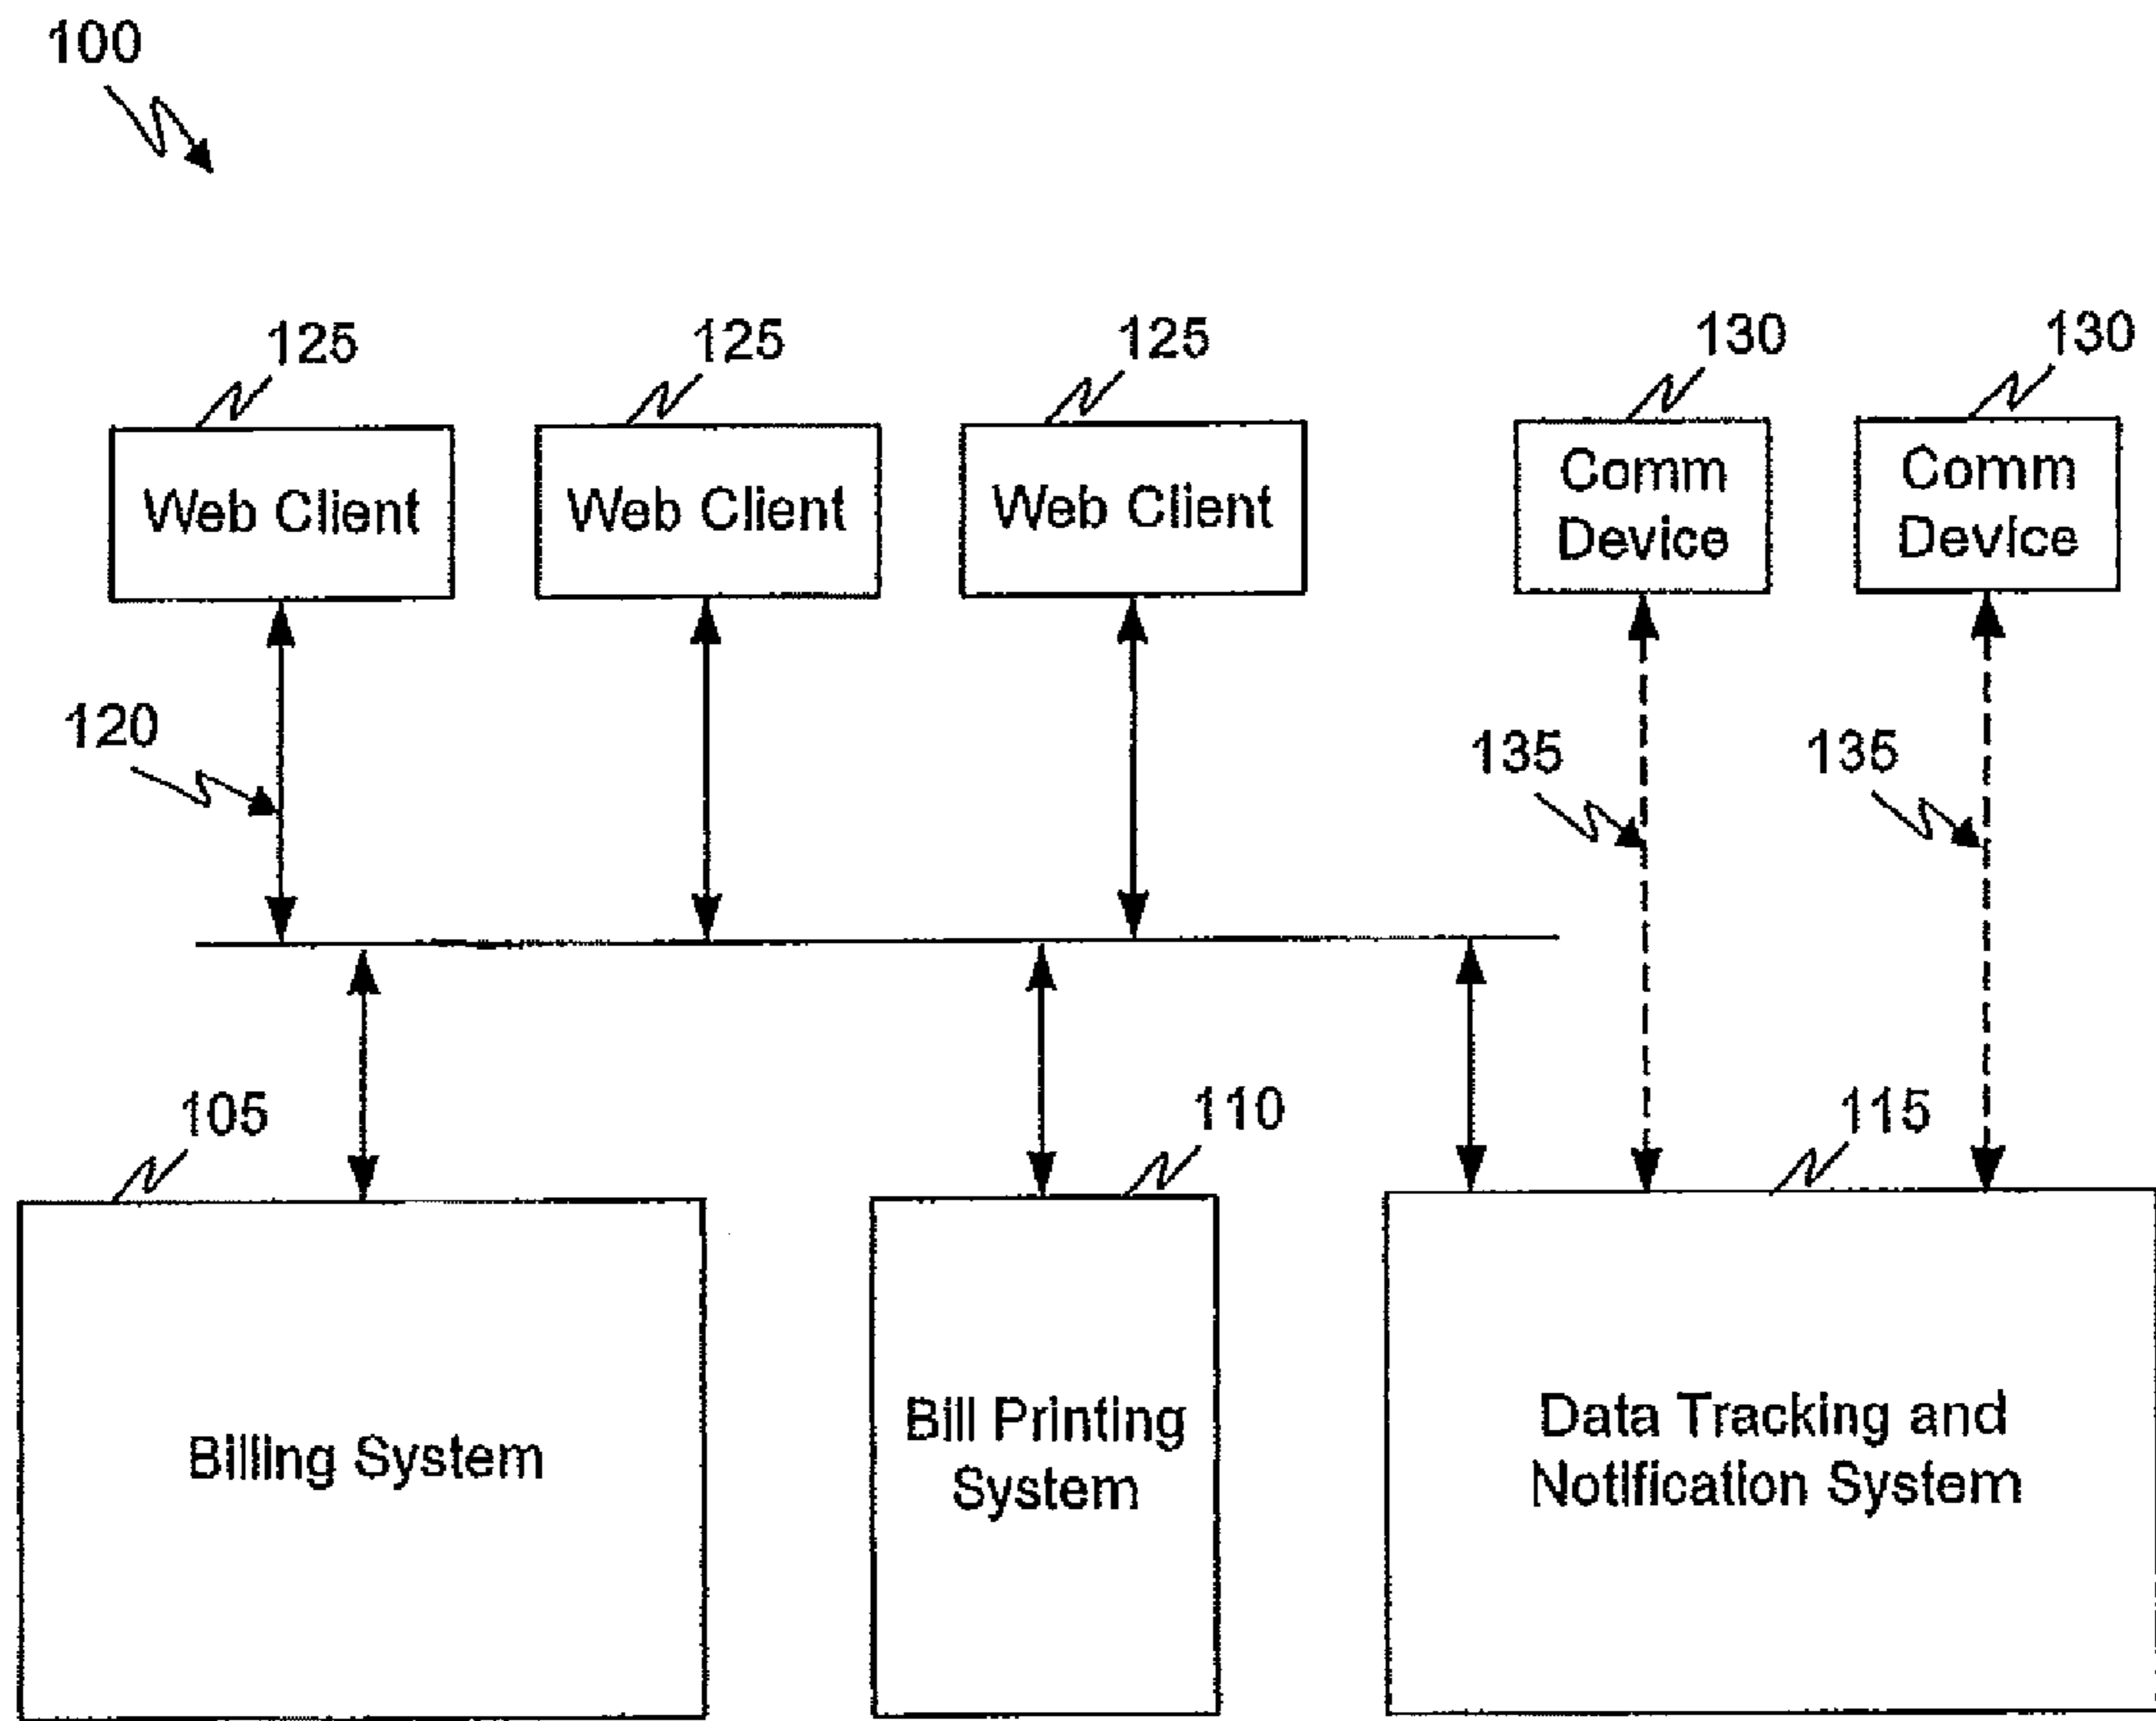 100
125
125
125
130
130
Web Client
Web Client
Web Client
Comm
Device
Comm
Device
120
135
135
105
110
115
Billing System
Bill Printing
System
Data Tracking and
Notification System